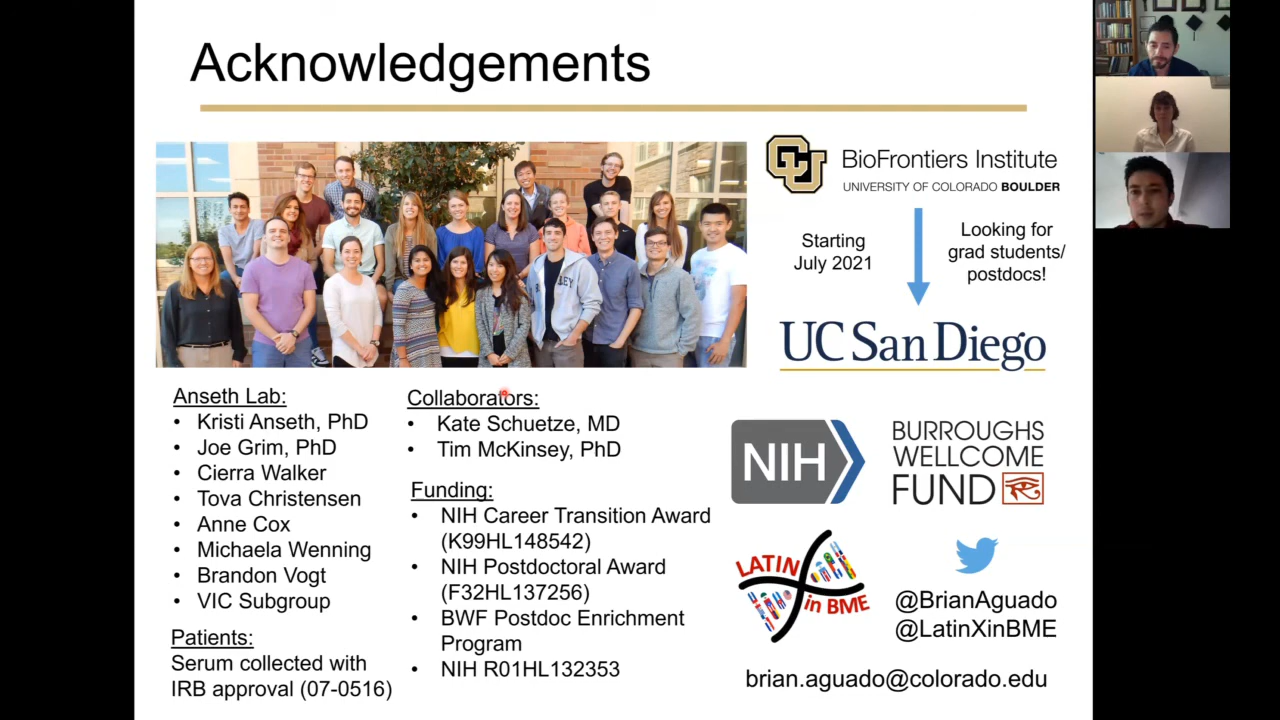 Acknowledgements
BioFrontiers Institute
UNIVERSITY OF COLORADO BOULDER
Starting
July 2021
Looking for
grad students/
postdocs!
UC San Diego
Anseth Lab:
• Kristi Anseth, PhD
• Joe Grim, PhD
• Cierra Walker
• Tova Christensen
• Anne Cox
• Michaela Wenning
• Brandon Vogt
• VIC Subgroup
Patients:
Serum collected with
IRB approval (07-0516)
Collaborators:
• Kate Schuetze, MD
• Tim McKinsey, PhD
Funding:
• NIH Career Transition Award
(K99HL148542)
• NIH Postdoctoral Award
(F32HL137256)
• BWF Postdoc Enrichment
Program
• NIH R01HL132353
NIH
BURROUGHS
WELLCOME
FUND
LATIN
in BME
@BrianAguado
@LatinXinBME
brian.aguado@colorado.edu